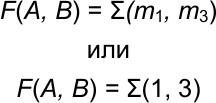 F(A, B) = Σ(m₁, m₃)
или
F(A, B) = Σ(1, 3)